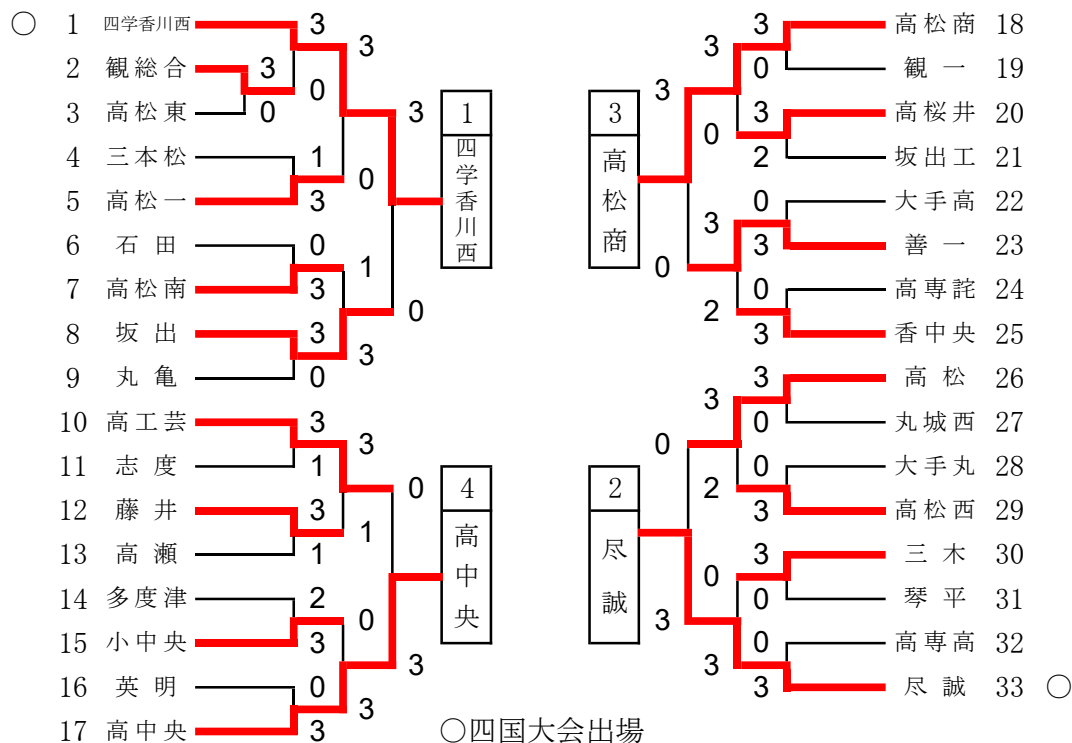 ○ 1 四学香川西 3
2 観総合 3
3 高松東 0
0
3
4 三本松 1
5 高松一 3
0
3
6 石田 0
7 高松南 3
1
8 坂出 3
9 丸亀 0
3
0
1 四学香川西
10 高工芸 3
11 志度 1
3
12 藤井 3
13 高瀬 1
1
0
14 多度津 2
15 小中央 3
0
16 英明 0
17 高中央 3
3
3
4 高中央
3 高松商
3 高松商 18
0 観一 19
3
3 高桜井 20
2 坂出工 21
0
3
0 大手高 22
3 善一 23
3
0 高専詫 24
3 香中央 25
2
0
2 尽誠
3 高松 26
0 丸城西 27
3
0 大手丸 28
3 高松西 29
2
0
3 三木 30
0 琴平 31
0
0 高専高 32
3 尽誠 33 ○
3
3
○四国大会出場